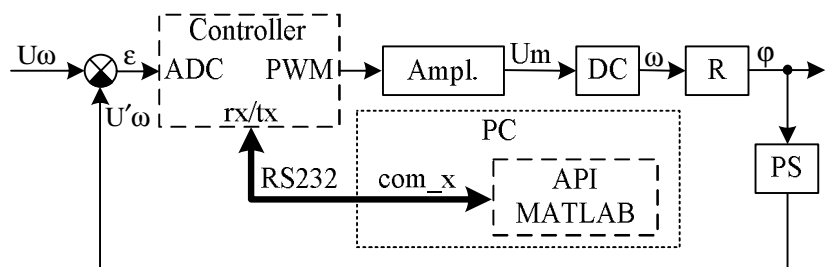 Controller
Uω
ε
ADC
PWM
Ampl.
Um
DC
ω
R
φ
U′ω
rx/tx
PC
PS
RS232
com_x
API
MATLAB